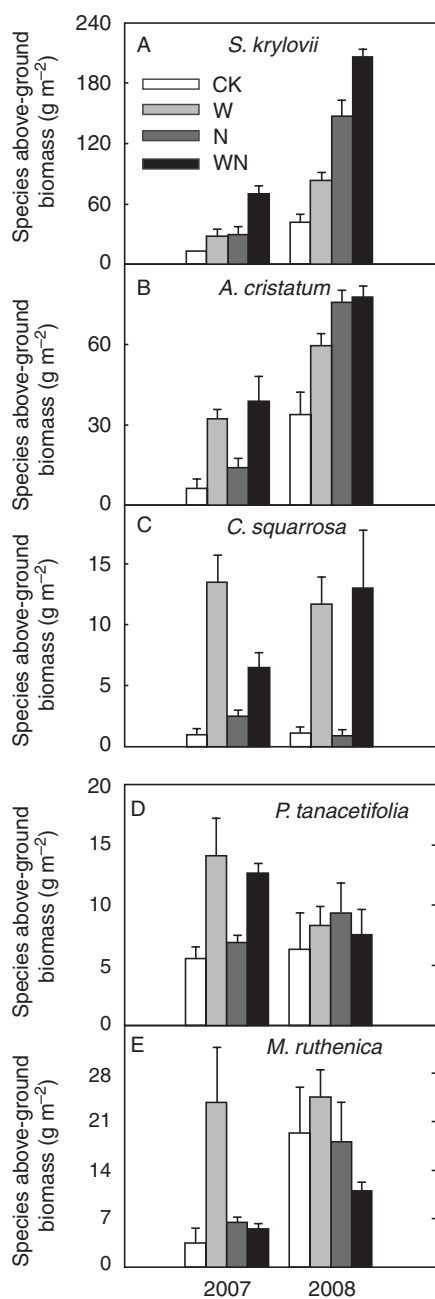 240
A
S. krylovii
180
CK
W
120
N
WN
60
0
Species above-ground
biomass (g m−2)
B
A. cristatum
60
30
0
Species above-ground
biomass (g m−2)
C
C. squarrosa
15
10
5
0
Species above-ground
biomass (g m−2)
20
D
P. tanacetifolia
15
10
5
0
Species above-ground
biomass (g m−2)
E
M. ruthenica
28
21
14
7
0
Species above-ground
biomass (g m−2)
2007 2008